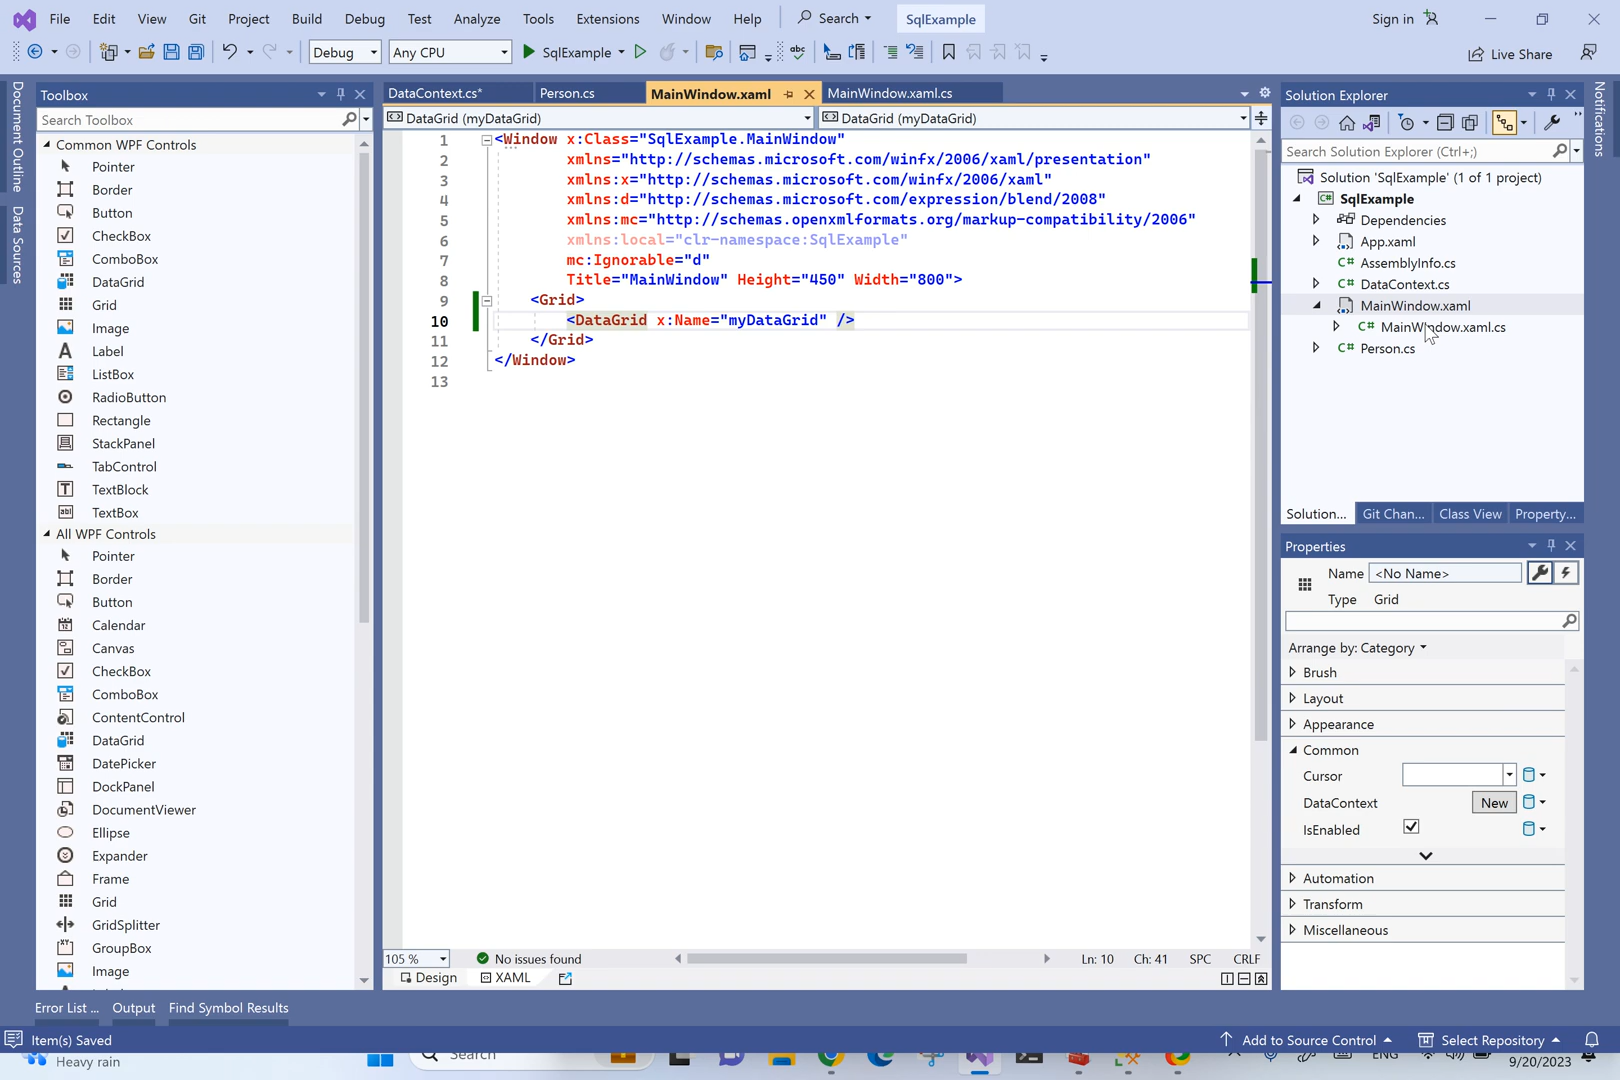 File Edit View Git Project Build Debug Test Analyze Tools Extensions Window Help Search SqlExample Sign in
Debug Any CPU SqlExample Live Share
Document Outline
Data Sources
Toolbox
Search Toolbox
Common WPF Controls
Pointer
Border
Button
CheckBox
ComboBox
DataGrid
Grid
Image
Label
ListBox
RadioButton
Rectangle
StackPanel
TabControl
TextBlock
TextBox
All WPF Controls
Pointer
Border
Button
Calendar
Canvas
CheckBox
ComboBox
ContentControl
DataGrid
DatePicker
DockPanel
DocumentViewer
Ellipse
Expander
Frame
Grid
GridSplitter
GroupBox
Image
DataContext.cs* Person.cs MainWindow.xaml MainWindow.xaml.cs
DataGrid (myDataGrid) DataGrid (myDataGrid)
1 <Window x:Class="SqlExample.MainWindow"
2 xmlns="http://schemas.microsoft.com/winfx/2006/xaml/presentation"
3 xmlns:x="http://schemas.microsoft.com/winfx/2006/xaml"
4 xmlns:d="http://schemas.microsoft.com/expression/blend/2008"
5 xmlns:mc="http://schemas.openxmlformats.org/markup-compatibility/2006"
6 xmlns:local="clr-namespace:SqlExample"
7 mc:Ignorable="d"
8 Title="MainWindow" Height="450" Width="800">
9 <Grid>
10 <DataGrid x:Name="myDataGrid" />
11 </Grid>
12 </Window>
13
105 % No issues found Ln: 10 Ch: 41 SPC CRLF
Design XAML
Solution Explorer
Search Solution Explorer (Ctrl+;)
Solution 'SqlExample' (1 of 1 project)
SqlExample
Dependencies
App.xaml
AssemblyInfo.cs
DataContext.cs
MainWindow.xaml
MainWindow.xaml.cs
Person.cs
Solution... Git Chan... Class View Property...
Properties
Name <No Name>
Type Grid
Arrange by: Category
Brush
Layout
Appearance
Common
Cursor
DataContext New
IsEnabled
Automation
Transform
Miscellaneous
Notifications
Error List ... Output Find Symbol Results
Item(s) Saved Add to Source Control Select Repository
Heavy rain Search ENG 9/20/2023